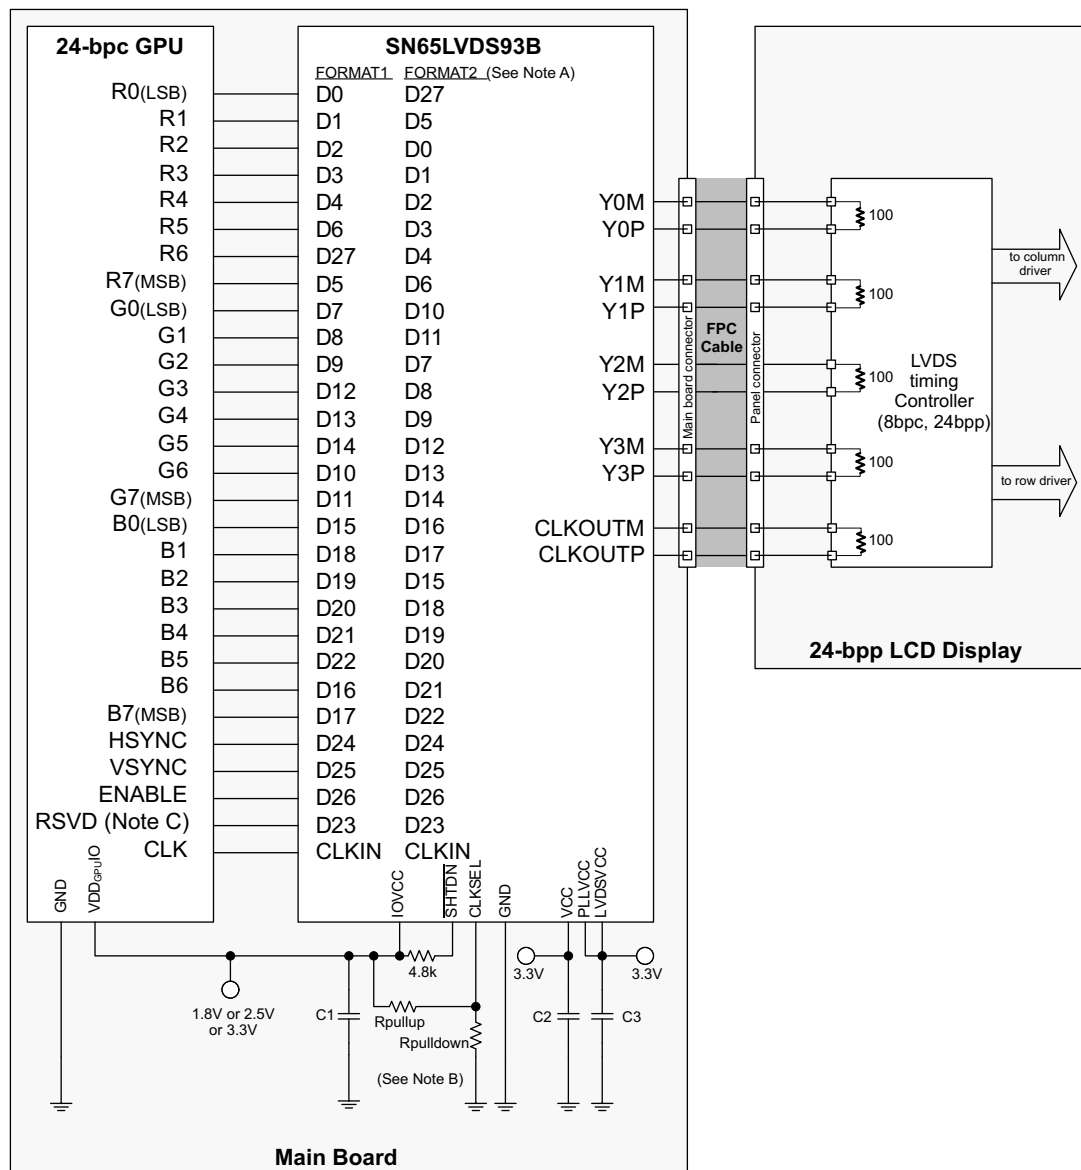 24-bpc GPU
SN65LVDS93B
FORMAT1 FORMAT2 (See Note A)
R0(LSB) D0 D27
R1 D1 D5
R2 D2 D0
R3 D3 D1
R4 D4 D2
R5 D6 D3
R6 D27 D4
R7(MSB) D5 D6
G0(LSB) D7 D10
G1 D8 D11
G2 D9 D7
G3 D12 D8
G4 D13 D9
G5 D14 D12
G6 D10 D13
G7(MSB) D11 D14
B0(LSB) D15 D16
B1 D18 D17
B2 D19 D15
B3 D20 D18
B4 D21 D19
B5 D22 D20
B6 D16 D21
B7(MSB) D17 D22
HSYNC D24 D24
VSYNC D25 D25
ENABLE D26 D26
RSVD (Note C) D23 D23
CLK CLKIN CLKIN
Y0M
Y0P
Y1M
Y1P
Y2M
Y2P
Y3M
Y3P
CLKOUTM
CLKOUTP
Main board connector
FPC
Cable
Panel connector
100
100
100
100
100
LVDS
timing
Controller
(8bpc, 24bpp)
to column
driver
to row driver
24-bpp LCD Display
GND
VDDGPUIO
IOVCC
SHTDN
CLKSEL
GND
VCC
PLLVCC
LVDSVCC
1.8V or 2.5V
or 3.3V
C1
4.8k
Rpullup
Rpulldown
(See Note B)
3.3V
3.3V
C2
C3
Main Board